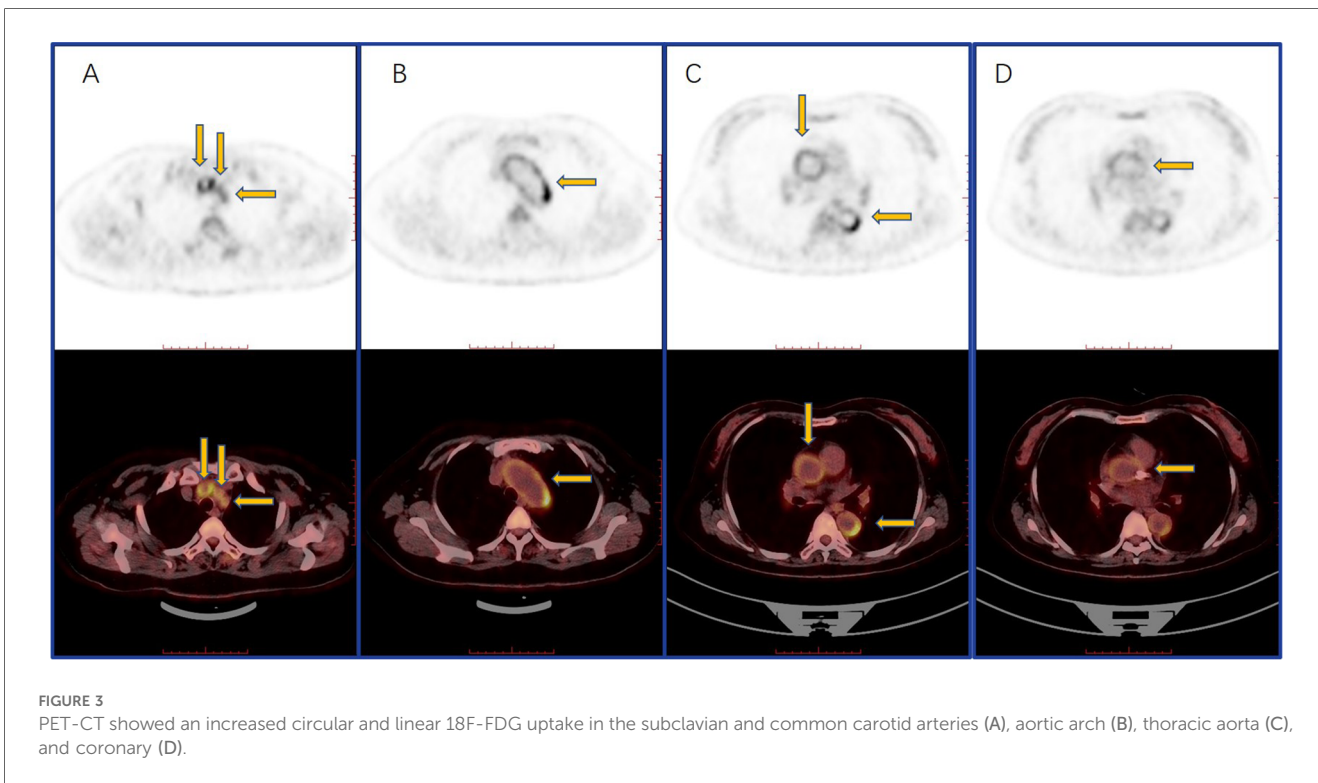 A
B
C
D
FIGURE 3
PET-CT showed an increased circular and linear 18F-FDG uptake in the subclavian and common carotid arteries (A), aortic arch (B), thoracic aorta (C),
and coronary (D).